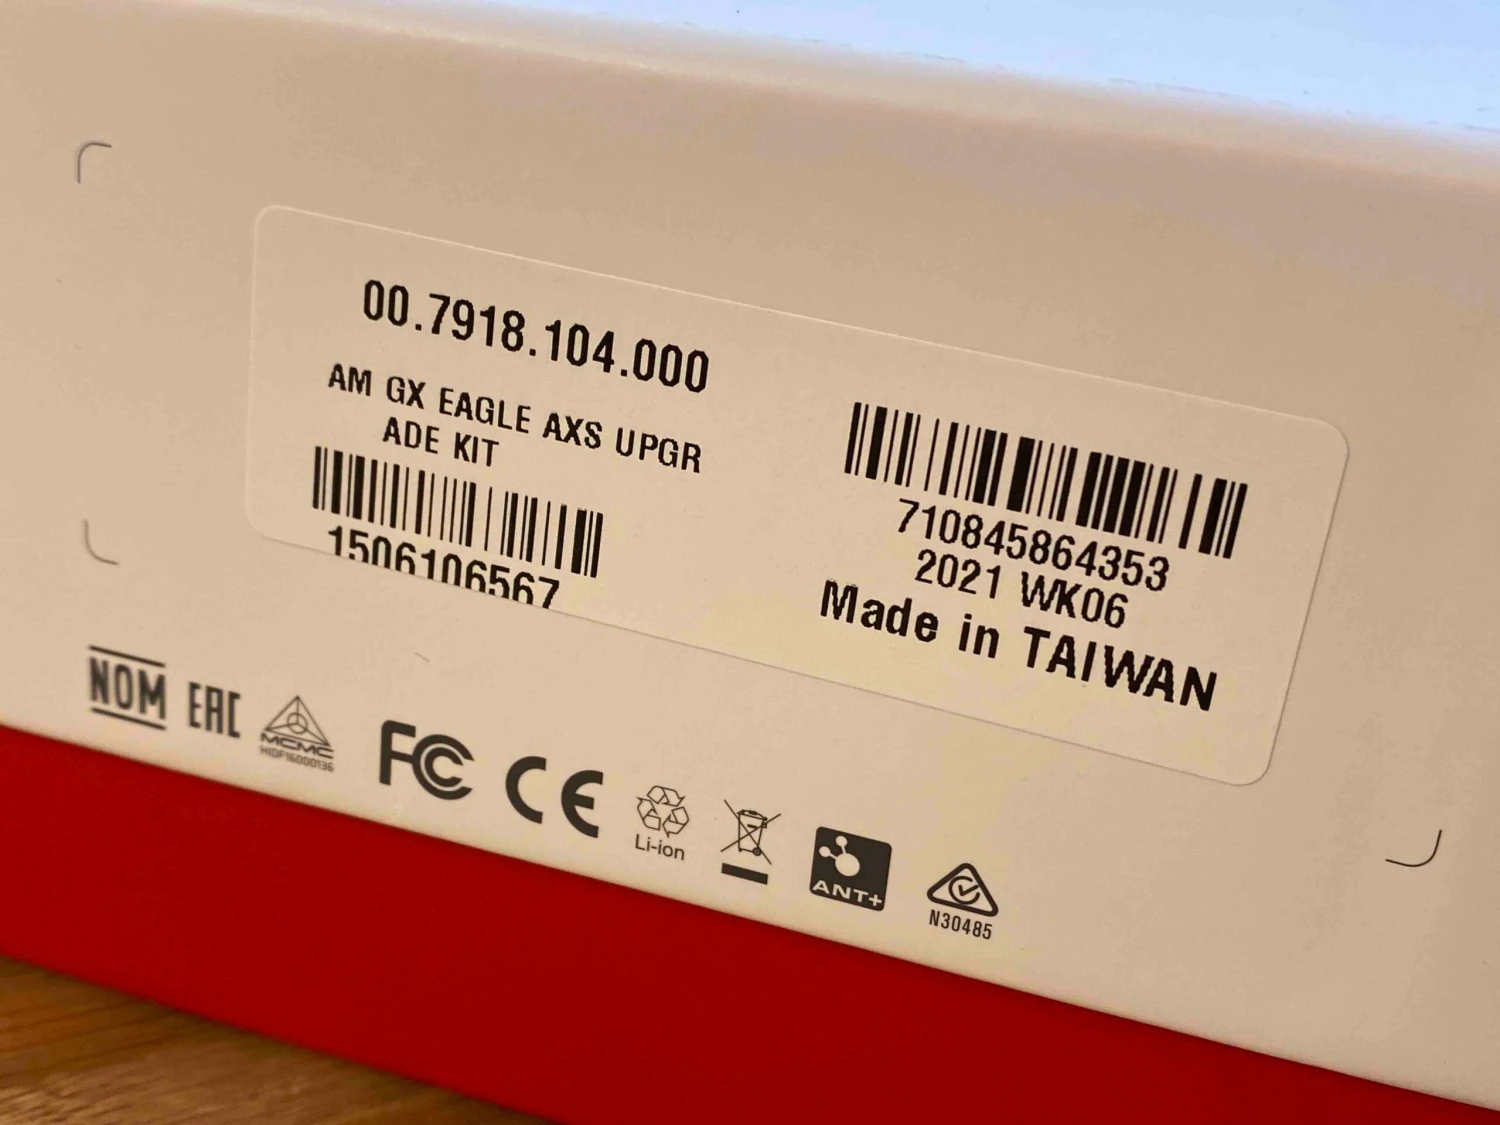 00.7918.104.000
AM GX EAGLE AXS UPGR
ADE KIT
1506106567
710845864353
2021 WK06
Made in TAIWAN
NOM EAC
MCMC
HIDF16000136
FC CE
Li-ion
ANT+
N30485